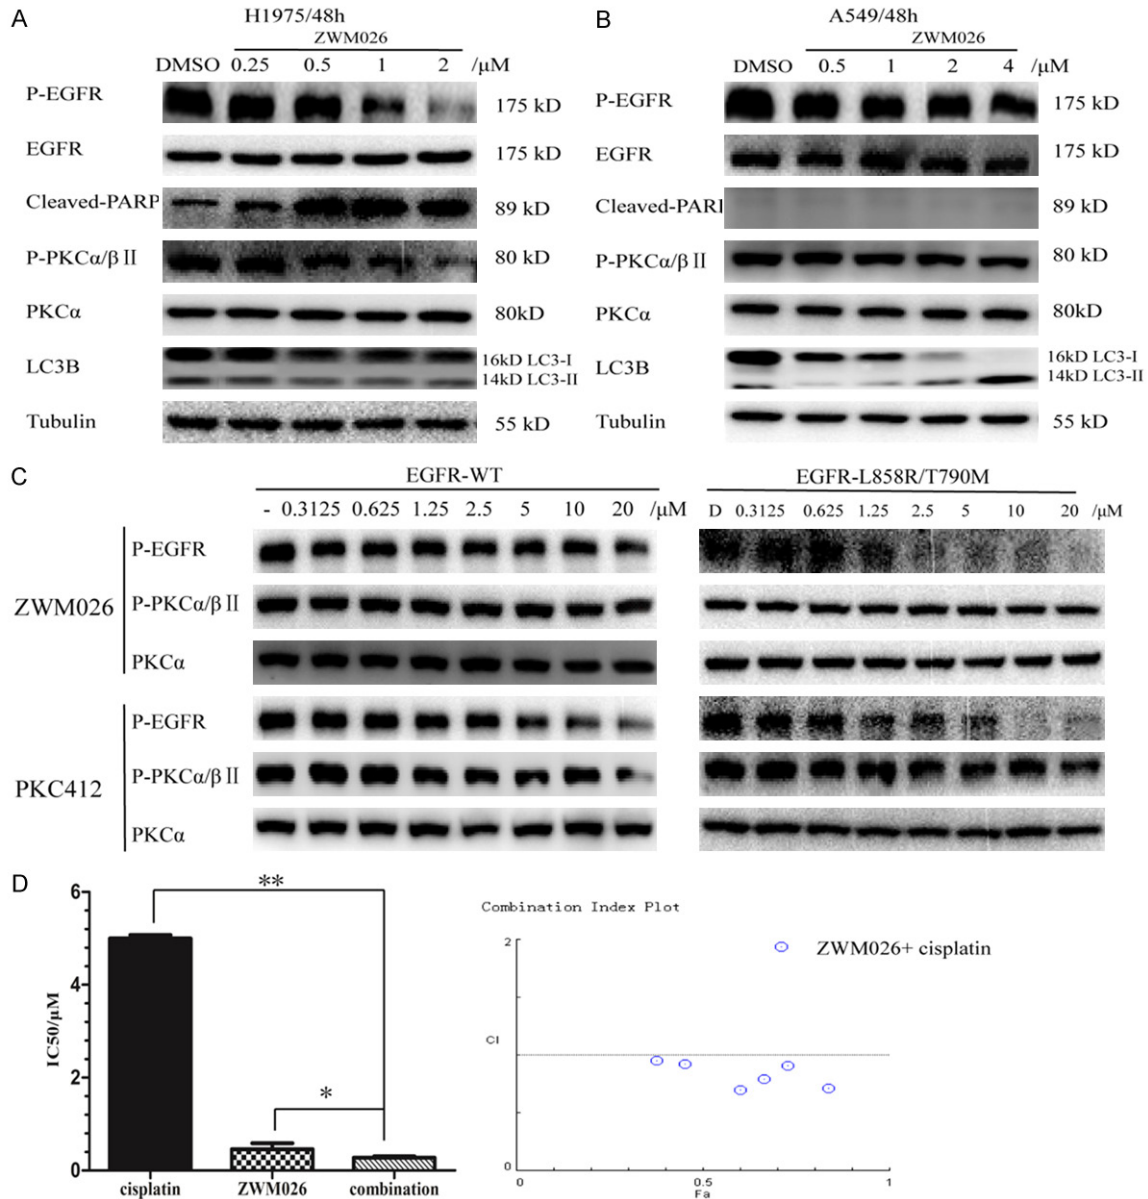 A
H1975/48h
ZWM026
DMSO 0.25 0.5 1 2 /μM
P-EGFR 175 kD
EGFR 175 kD
Cleaved-PARP 89 kD
P-PKCα/βⅡ 80 kD
PKCα 80kD
LC3B 16kD LC3-I
14kD LC3-II
Tubulin 55 kD
B
A549/48h
ZWM026
DMSO 0.5 1 2 4 /μM
P-EGFR 175 kD
EGFR 175 kD
Cleaved-PARI 89 kD
P-PKCα/βⅡ 80 kD
PKCα 80kD
LC3B 16kD LC3-I
14kD LC3-II
Tubulin 55 kD
C
EGFR-WT EGFR-L858R/T790M
- 0.3125 0.625 1.25 2.5 5 10 20 /μM D 0.3125 0.625 1.25 2.5 5 10 20 /μM
ZWM026
P-EGFR
P-PKCα/βⅡ
PKCα
PKC412
P-EGFR
P-PKCα/βⅡ
PKCα
D
IC50/μM
6
4
2
0
**
*
cisplatin ZWM026 combination
Combination Index Plot
ZWM026+ cisplatin
2
CI
0
0 0.5 1
Fa